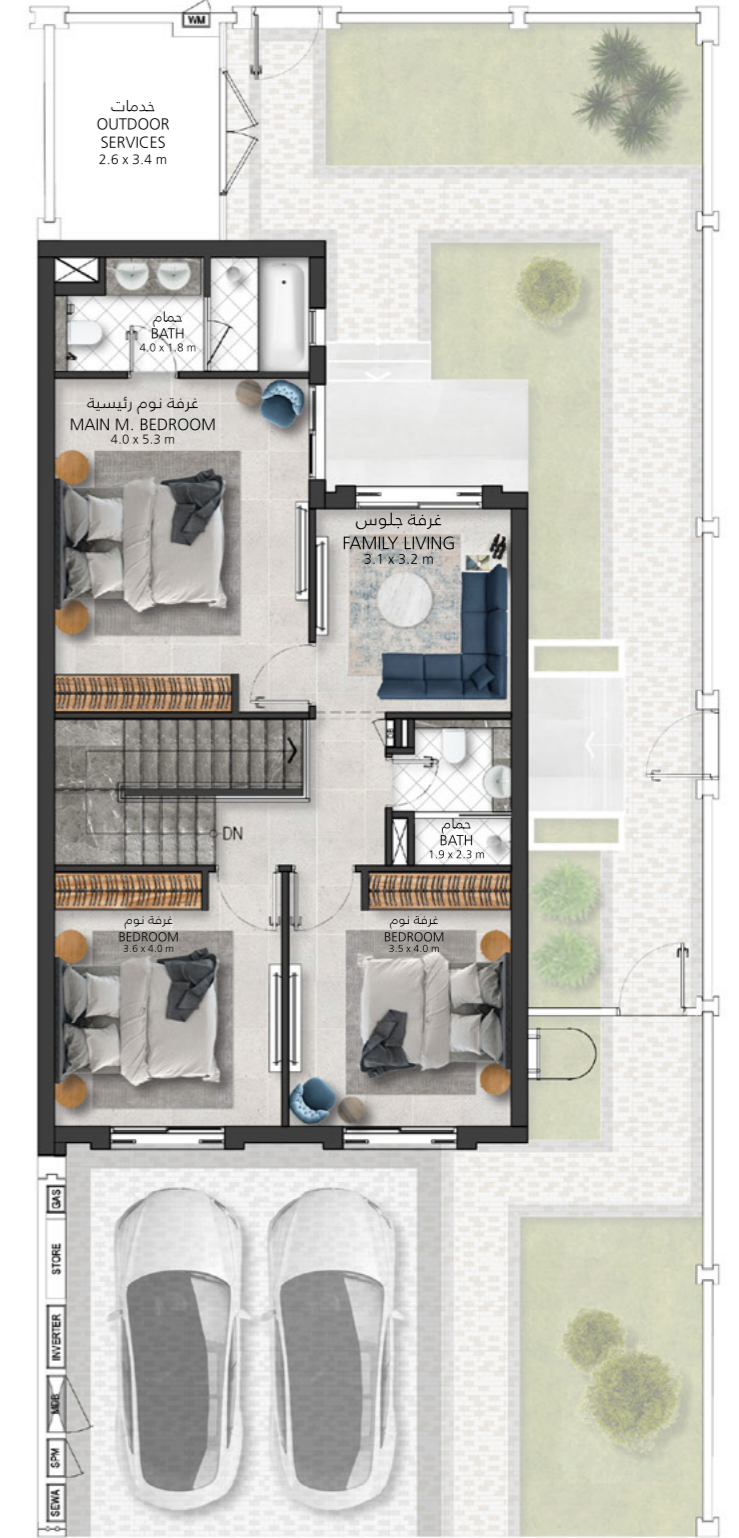 WM
خدمات
OUTDOOR
SERVICES
2.6 x 3.4 m
حمام
BATH
4.0 x 1.8 m
غرفة نوم رئيسية
MAIN M. BEDROOM
4.0 x 5.3 m
غرفة جلوس
FAMILY LIVING
3.1 x 3.2 m
DB
DN
حمام
BATH
1.9 x 2.3 m
غرفة نوم
BEDROOM
3.6 x 4.0 m
غرفة نوم
BEDROOM
3.5 x 4.0 m
GAS
STORE
INVERTER
MDB
SPM
SEWA